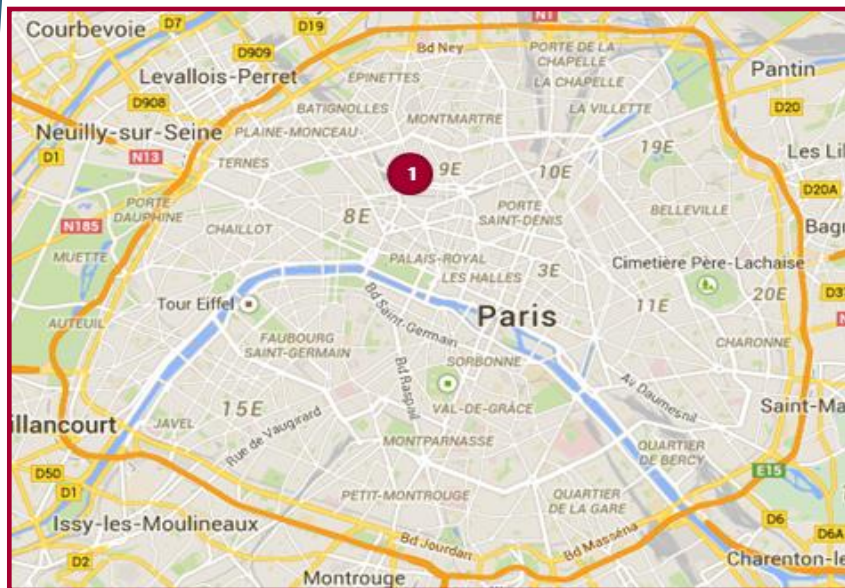 Courbevoie
D7
D19
N1
D909
Bd Ney
PORTE DE LA
CHAPELLE
Pantin
Levallois-Perret
ÉPINETTES
LA CHAPELLE
D908
BATIGNOLLES
MONTMARTRE
LA VILLETTE
D20
Neuilly-sur-Seine
PLAINE-MONCEAU
19E
D1
N13
TERNES
1
9E
10E
Les Lil
D20A
PORTE-
DAUPHINE
8E
PORTE
SAINT-DENIS
BELLEVILLE
N185
CHAILLOT
Bagn
MUETTE
PALAIS-ROYAL
LES HALLES
3E
Cimetière Père-Lachaise
Tour Eiffel
Bd Saint-Germain
Paris
11E
20E
D3
AUTEUIL
FAUBOURG
SAINT-GERMAIN
CHARONNE
Bd Raspail
SORBONNE
Av Daumesnil
15E
VAL-DE-GRÂCE
Saint-Ma
illancourt
JAVEL
Rue de Vaugirard
MONTPARNASSE
QUARTIER
DE BERCY
D50
E15
D1
PETIT-MONTROUGE
QUARTIER
DE LA GARE
D6
Issy-les-Moulineaux
Bd Jourdan
Bd Masséna
D6A
D2
Montrouge
Charenton-le